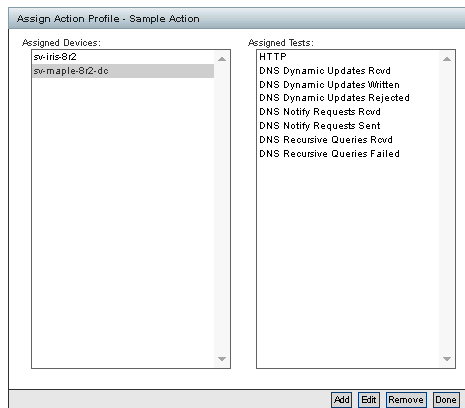 Assign Action Profile - Sample Action
Assigned Devices:
sv-iris-8r2
sv-maple-8r2-dc
Assigned Tests:
HTTP
DNS Dynamic Updates Rcvd
DNS Dynamic Updates Written
DNS Dynamic Updates Rejected
DNS Notify Requests Rcvd
DNS Notify Requests Sent
DNS Recursive Queries Rcvd
DNS Recursive Queries Failed
Add Edit Remove Done